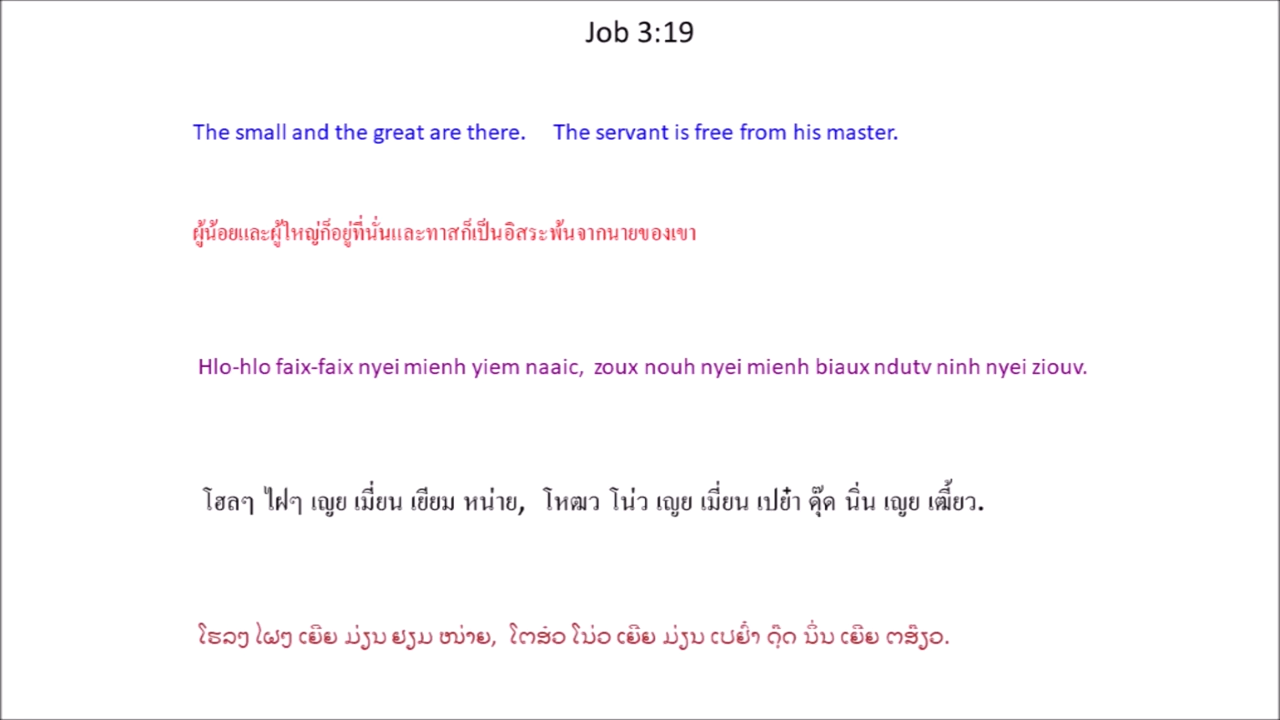 Job 3:19
The small and the great are there. The servant is free from his master.
ผู้น้อยและผู้ใหญ่ก็อยู่ที่นั่นและทาสก็เป็นอิสระพ้นจากนายของเขา
Hlo-hlo faix-faix nyei mienh yiem naaic, zoux nouh nyei mienh biaux ndutv ninh nyei ziouv.
โฮลๆ ไฝๆ เญย เมี่ยน เยียม หน่าย, โหฒว โน่ว เญย เมี่ยน เปย๋า ดุ๊ด นิ่น เญย เฒี้ยว.
ໂຮລໆ ໄຝໆ ເຍີຍ ມ່ຽນ ຢຽມ ໜ່າຍ, ໂຕສ໋ວ ໂນ່ວ ເຍີຍ ມ່ຽນ ເປຢົ໋າ ດຸ໊ດ ນິ່ນ ເຍີຍ ຕສ໊ຽວ.